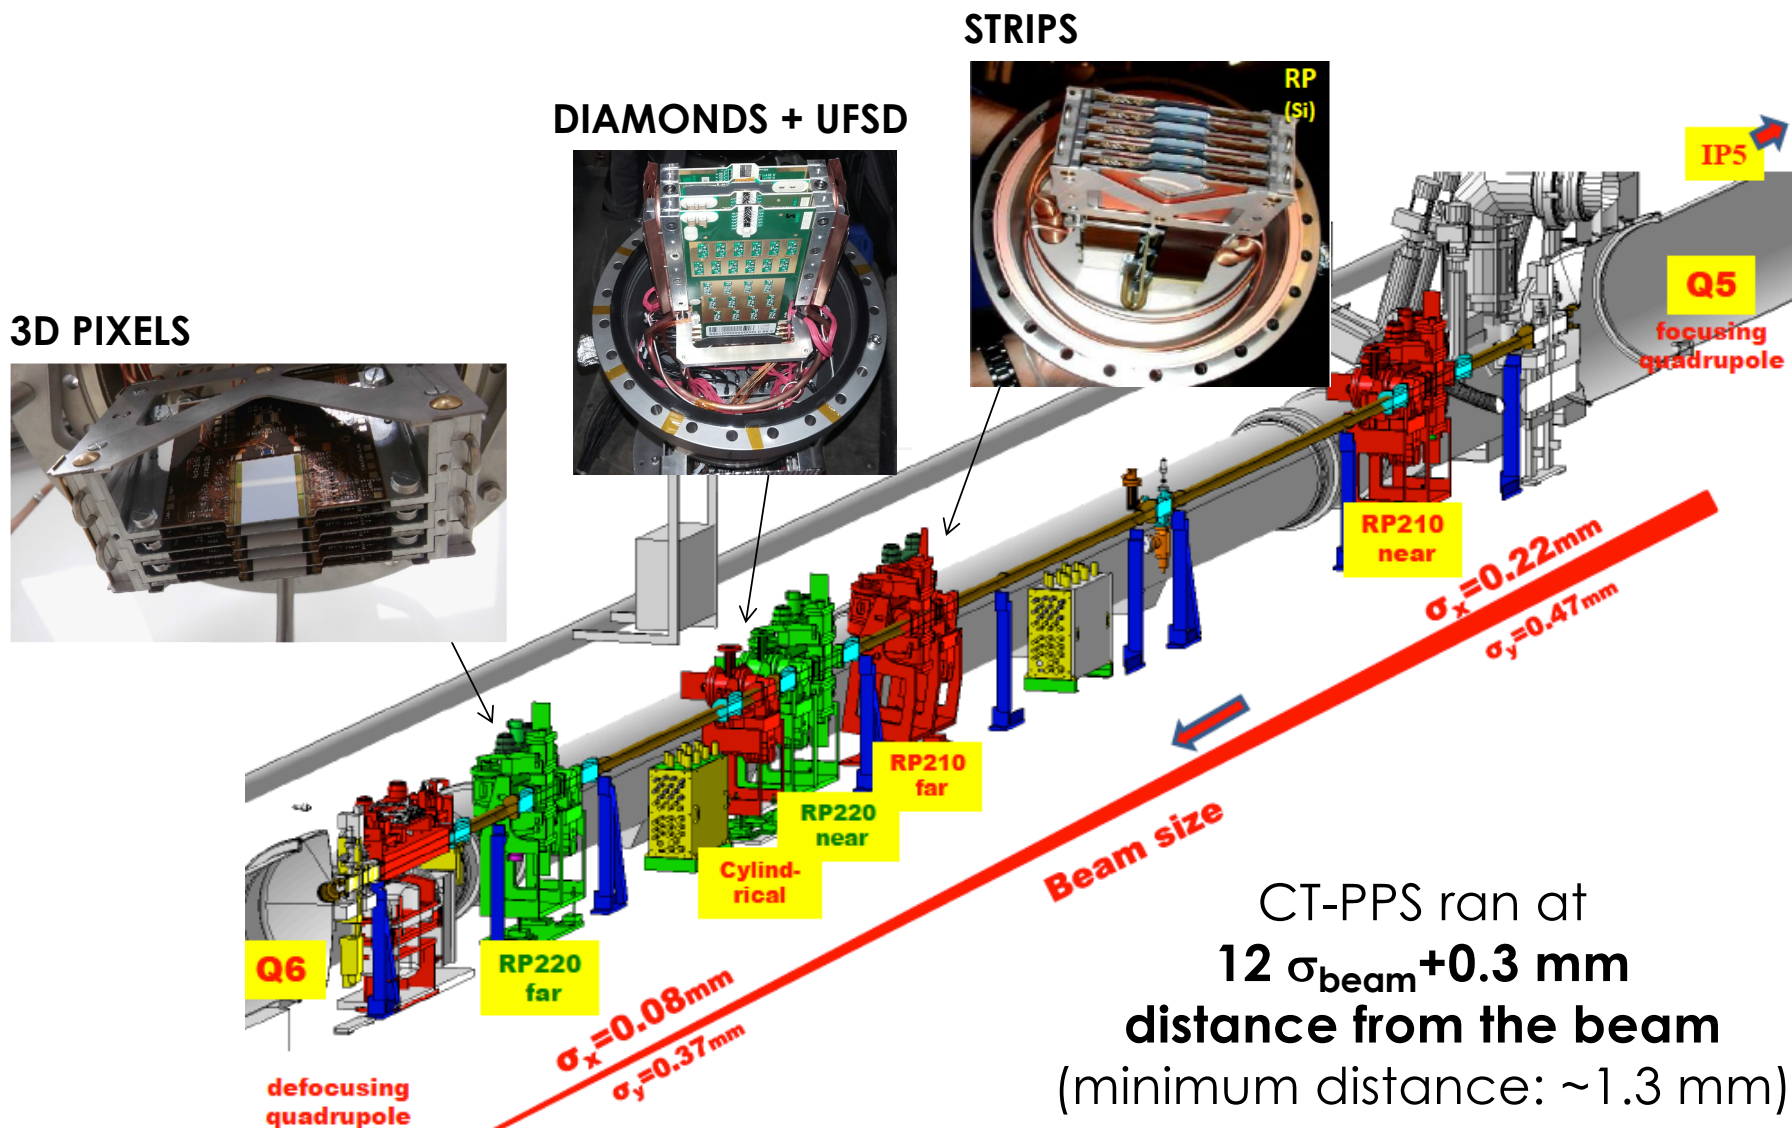 STRIPS
RP
(Si)
DIAMONDS + UFSD
3D PIXELS
IP5
Q5
focusing
quadrupole
RP210
near
σx=0.22mm
σy=0.47mm
RP210
far
RP220
near
Cylind-
rical
Beam size
Q6
RP220
far
σx=0.08mm
σy=0.37mm
defocusing
quadrupole
CT-PPS ran at
12 σbeam+0.3 mm
distance from the beam
(minimum distance: ~1.3 mm)